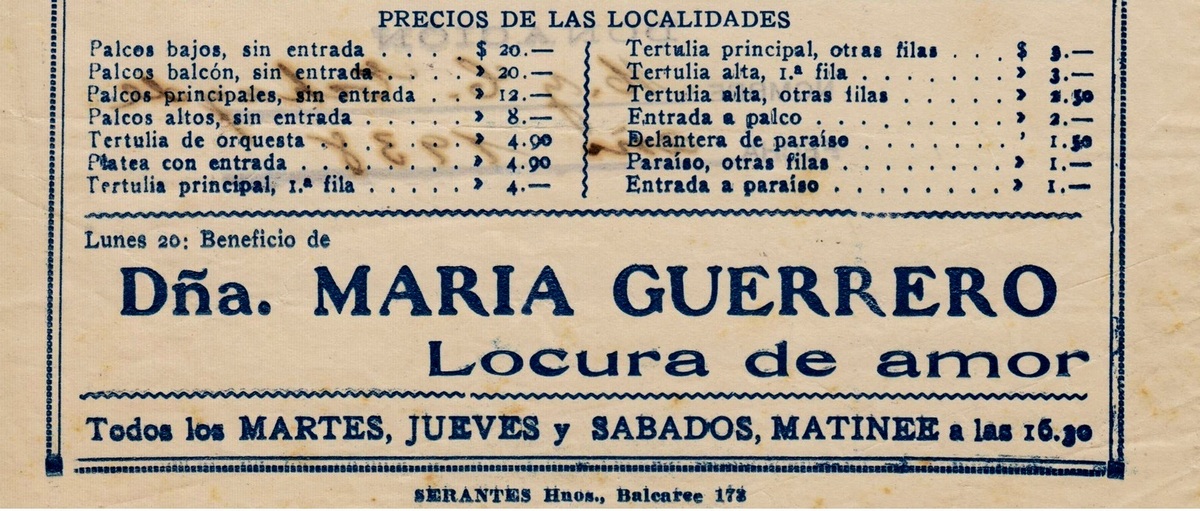 PRECIOS DE LAS LOCALIDADES
Palcos bajos, sin entrada . . . . . $ 20.—
Palcos balcón, sin entrada . . . . . » 20.—
Palcos principales, sin entrada . . » 12.—
Palcos altos, sin entrada . . . . . » 8.—
Tertulia de orquesta . . . . . . . » 4.90
Platea con entrada . . . . . . . . » 4.90
Tertulia principal, 1.ª fila . . . . . » 4.—
Tertulia principal, otras filas . . . $ 3.—
Tertulia alta, 1.ª fila . . . . . . . » 3.—
Tertulia alta, otras filas . . . . . . » 2.50
Entrada a palco . . . . . . . . . » 2.—
Delantera de paraíso . . . . . . . ' 1.50
Paraíso, otras filas . . . . . . . . » 1.—
Entrada a paraíso . . . . . . . . » 1.—
Lunes 20: Beneficio de
Dña. MARIA GUERRERO
Locura de amor
Todos los MARTES, JUEVES y SABADOS, MATINEE a las 16.30
SERANTES Hnos., Balcarce 173